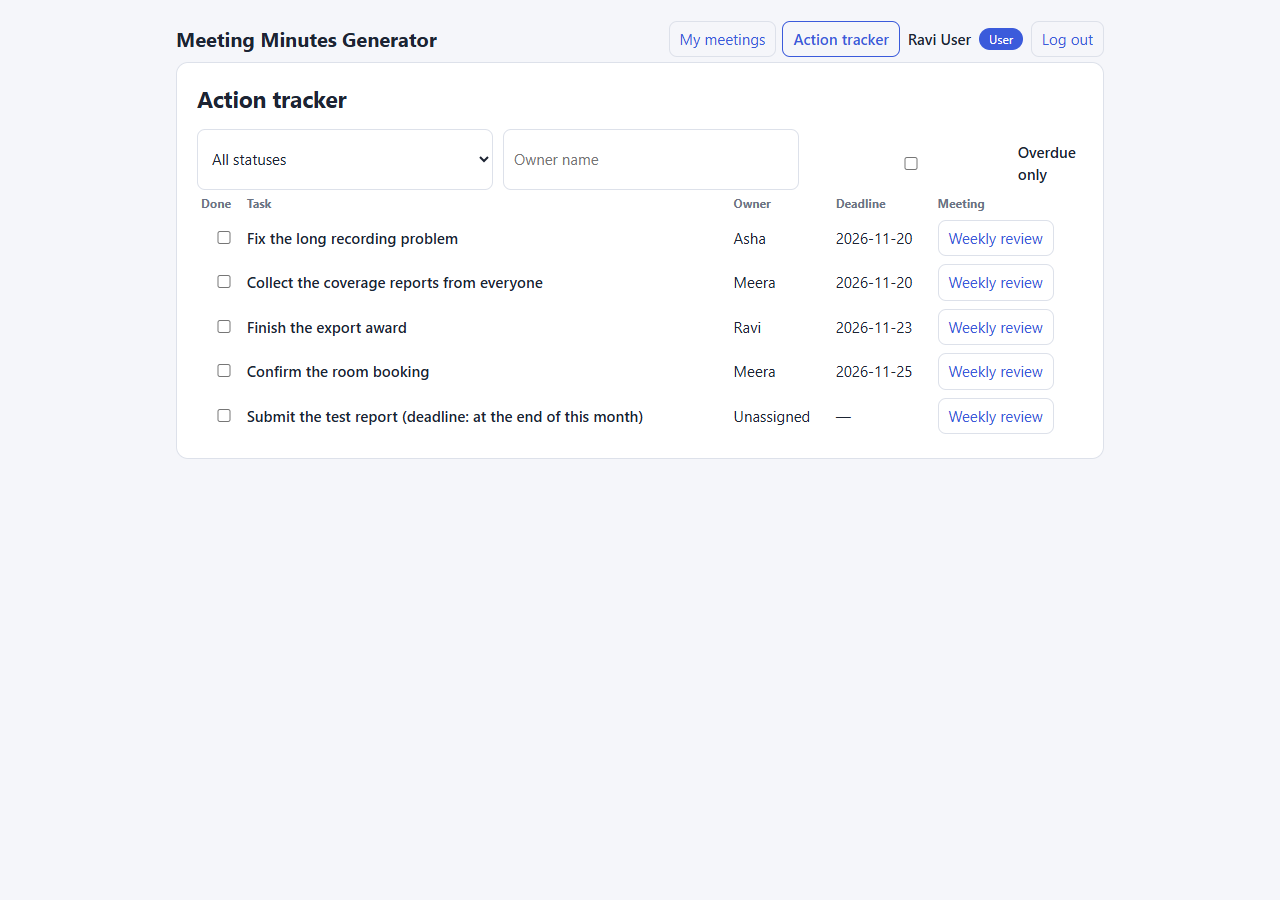 Meeting Minutes Generator
My meetings
Action tracker
Ravi User
User
Log out
Action tracker
All statuses
Owner name
Overdue
only
Done Task Owner Deadline Meeting
Fix the long recording problem Asha 2026-11-20 Weekly review
Collect the coverage reports from everyone Meera 2026-11-20 Weekly review
Finish the export award Ravi 2026-11-23 Weekly review
Confirm the room booking Meera 2026-11-25 Weekly review
Submit the test report (deadline: at the end of this month) Unassigned — Weekly review